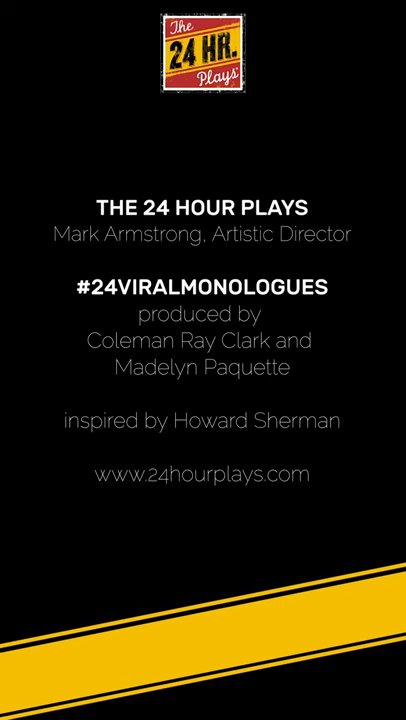 The
24 HR.
Plays
THE 24 HOUR PLAYS
Mark Armstrong, Artistic Director
#24VIRALMONOLOGUES
produced by
Coleman Ray Clark and
Madelyn Paquette
inspired by Howard Sherman
www.24hourplays.com